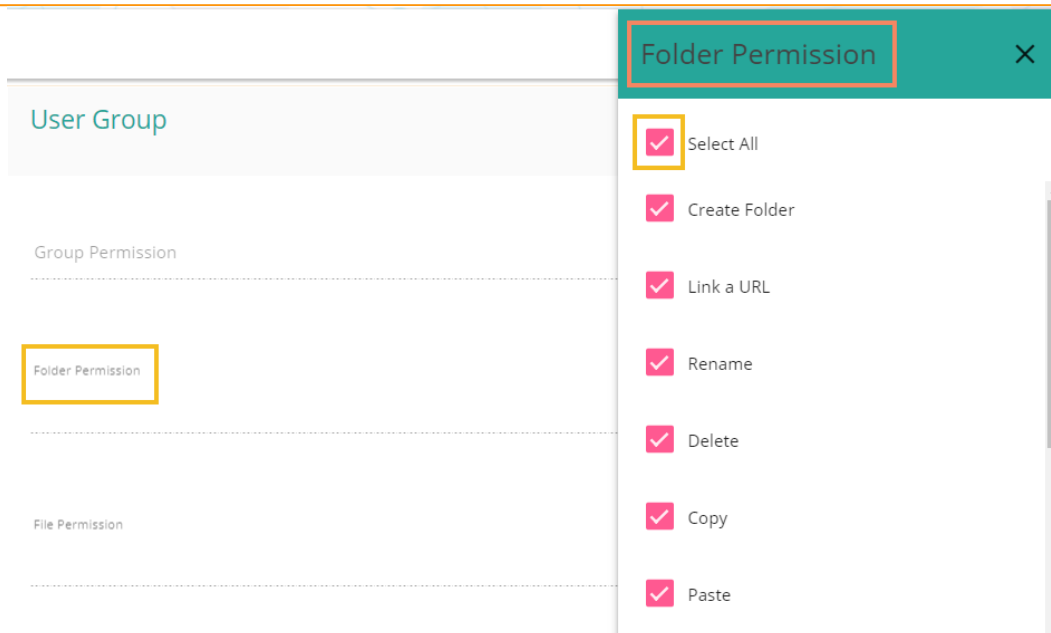 User Group
Group Permission
Folder Permission
File Permission
Folder Permission
Select All
Create Folder
Link a URL
Rename
Delete
Copy
Paste